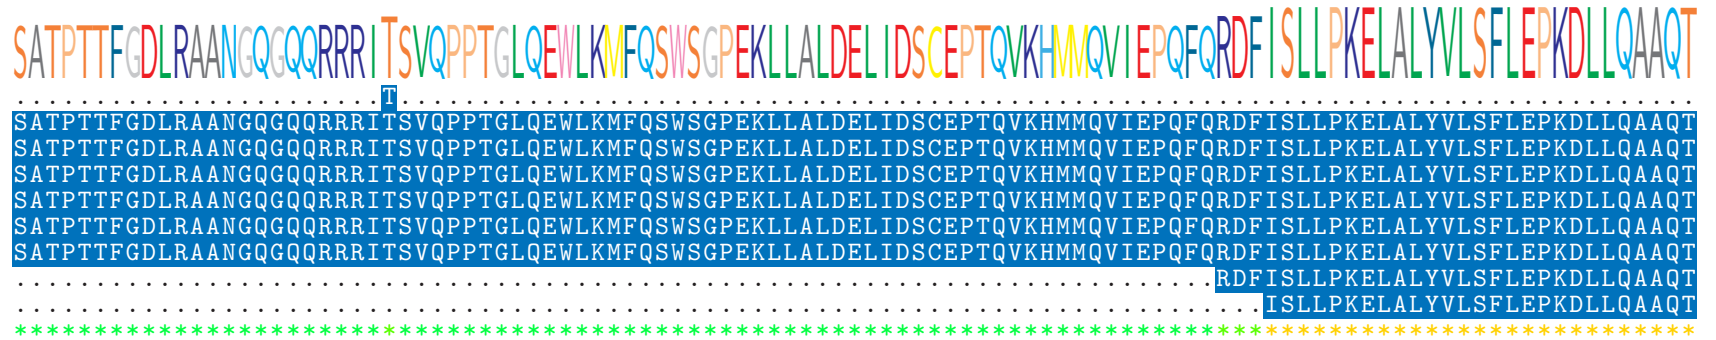 SATPTTFGDLRAANGQGQQRRRITSVQPPTGLQEWLKMFQSWSGPEKLLALDELIDSCEPTQVKHMMQVIEPQFQRDFISLLPKELALYVLSFLEPKDLLQAAQT
.......................T.................................................................................
SATPTTFGDLRAANGQGQQRRRITSVQPPTGLQEWLKMFQSWSGPEKLLALDELIDSCEPTQVKHMMQVIEPQFQRDFISLLPKELALYVLSFLEPKDLLQAAQT
SATPTTFGDLRAANGQGQQRRRITSVQPPTGLQEWLKMFQSWSGPEKLLALDELIDSCEPTQVKHMMQVIEPQFQRDFISLLPKELALYVLSFLEPKDLLQAAQT
SATPTTFGDLRAANGQGQQRRRITSVQPPTGLQEWLKMFQSWSGPEKLLALDELIDSCEPTQVKHMMQVIEPQFQRDFISLLPKELALYVLSFLEPKDLLQAAQT
SATPTTFGDLRAANGQGQQRRRITSVQPPTGLQEWLKMFQSWSGPEKLLALDELIDSCEPTQVKHMMQVIEPQFQRDFISLLPKELALYVLSFLEPKDLLQAAQT
SATPTTFGDLRAANGQGQQRRRITSVQPPTGLQEWLKMFQSWSGPEKLLALDELIDSCEPTQVKHMMQVIEPQFQRDFISLLPKELALYVLSFLEPKDLLQAAQT
SATPTTFGDLRAANGQGQQRRRITSVQPPTGLQEWLKMFQSWSGPEKLLALDELIDSCEPTQVKHMMQVIEPQFQRDFISLLPKELALYVLSFLEPKDLLQAAQT
...........................................................................RDFISLLPKELALYVLSFLEPKDLLQAAQT
..............................................................................ISLLPKELALYVLSFLEPKDLLQAAQT
*********************************************************************************************************